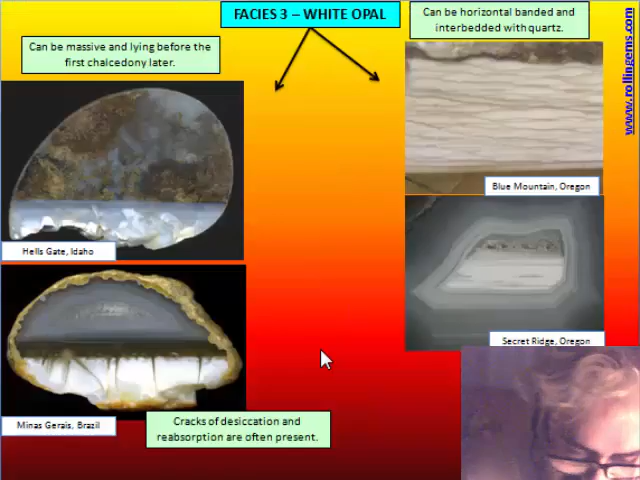 FACIES 3 – WHITE OPAL
Can be massive and lying before the
first chalcedony later.
Can be horizontal banded and
interbedded with quartz.
www.rollingems.com
Blue Mountain, Oregon
Hells Gate, Idaho
Secret Ridge, Oregon
Minas Gerais, Brazil
Cracks of desiccation and
reabsorption are often present.